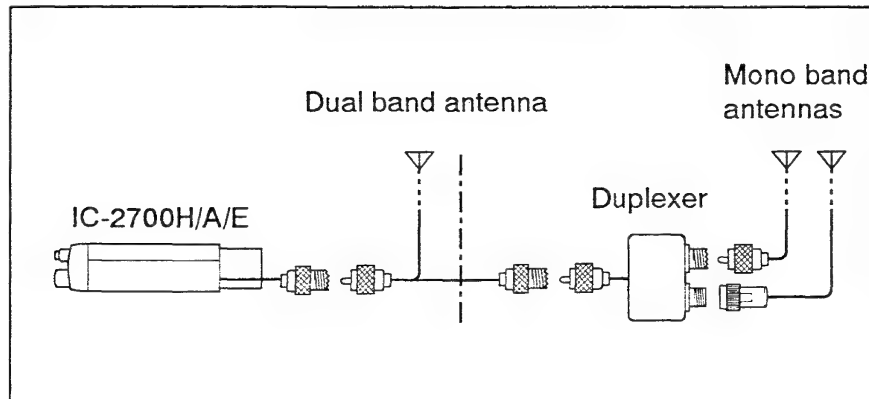 Mono band
antennas
Dual band antenna
Duplexer
IC-2700H/A/E